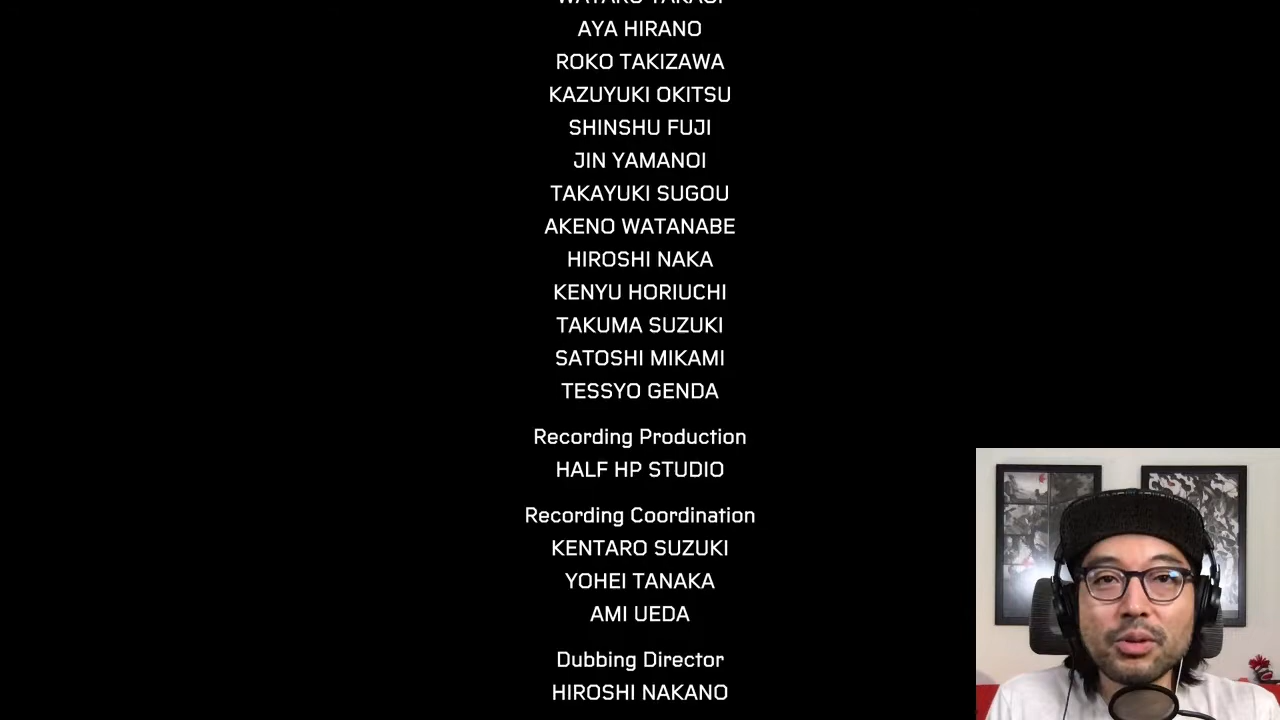 WATARU TAKAGI
AYA HIRANO
ROKO TAKIZAWA
KAZUYUKI OKITSU
SHINSHU FUJI
JIN YAMANOI
TAKAYUKI SUGOU
AKENO WATANABE
HIROSHI NAKA
KENYU HORIUCHI
TAKUMA SUZUKI
SATOSHI MIKAMI
TESSYO GENDA
Recording Production
HALF HP STUDIO
Recording Coordination
KENTARO SUZUKI
YOHEI TANAKA
AMI UEDA
Dubbing Director
HIROSHI NAKANO